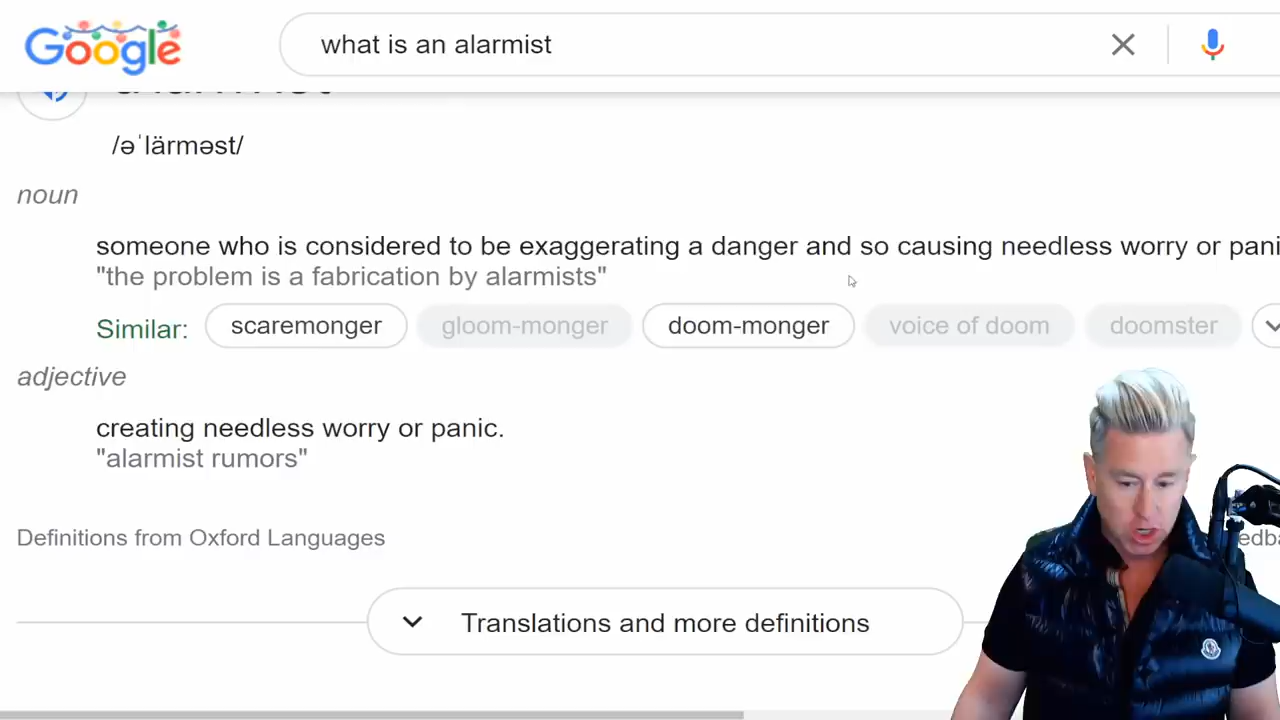 Google
what is an alarmist
/əˈlärməst/
noun
someone who is considered to be exaggerating a danger and so causing needless worry or pani
"the problem is a fabrication by alarmists"
Similar: scaremonger gloom-monger doom-monger voice of doom doomster
adjective
creating needless worry or panic.
"alarmist rumors"
Definitions from Oxford Languages
Translations and more definitions